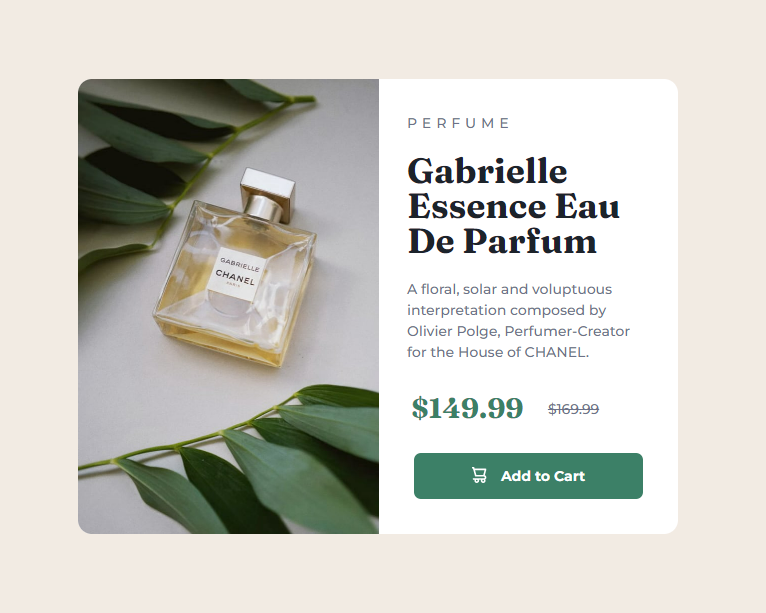 GABRIELLE
CHANEL
PARIS
PERFUME
Gabrielle
Essence Eau
De Parfum
A floral, solar and voluptuous
interpretation composed by
Olivier Polge, Perfumer-Creator
for the House of CHANEL.
$149.99 $169.99
Add to Cart